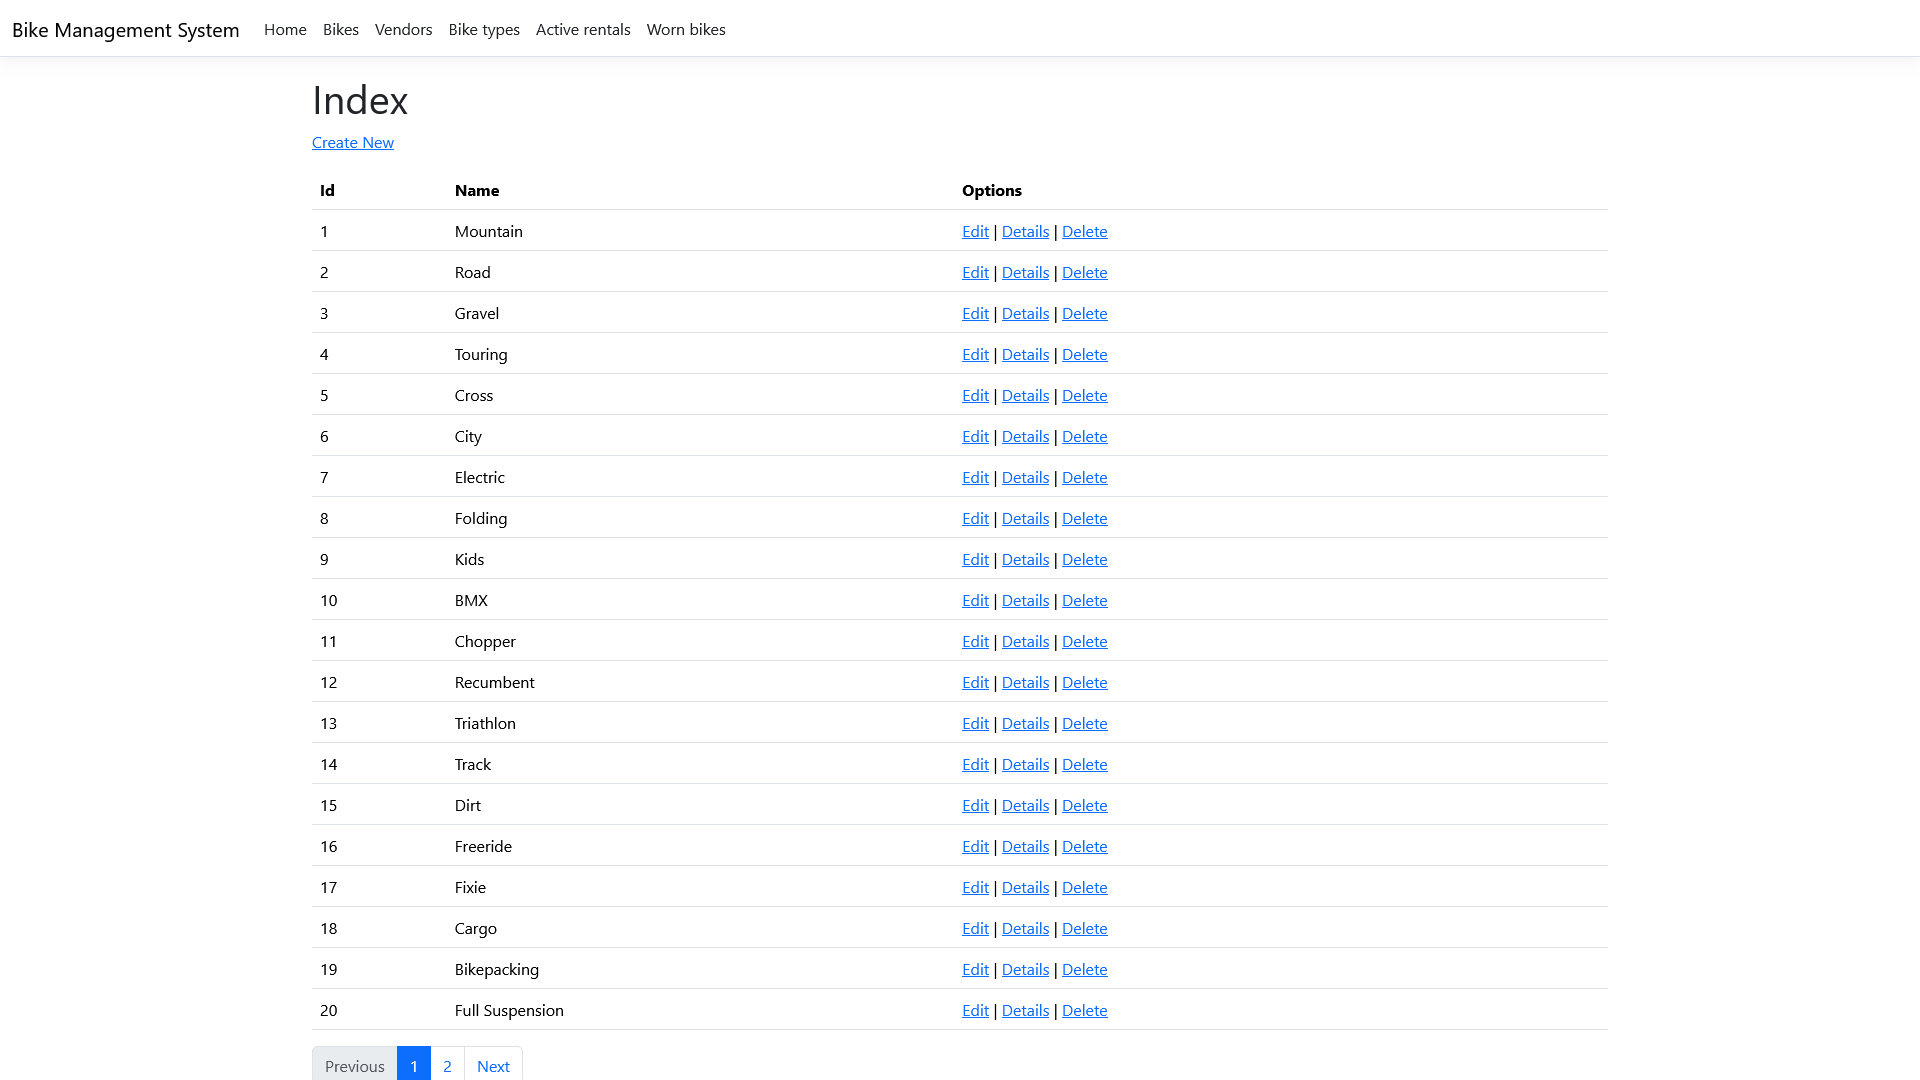 Bike Management System Home Bikes Vendors Bike types Active rentals Worn bikes
Index
Create New
Id Name Options
1 Mountain Edit | Details | Delete
2 Road Edit | Details | Delete
3 Gravel Edit | Details | Delete
4 Touring Edit | Details | Delete
5 Cross Edit | Details | Delete
6 City Edit | Details | Delete
7 Electric Edit | Details | Delete
8 Folding Edit | Details | Delete
9 Kids Edit | Details | Delete
10 BMX Edit | Details | Delete
11 Chopper Edit | Details | Delete
12 Recumbent Edit | Details | Delete
13 Triathlon Edit | Details | Delete
14 Track Edit | Details | Delete
15 Dirt Edit | Details | Delete
16 Freeride Edit | Details | Delete
17 Fixie Edit | Details | Delete
18 Cargo Edit | Details | Delete
19 Bikepacking Edit | Details | Delete
20 Full Suspension Edit | Details | Delete
Previous 1 2 Next